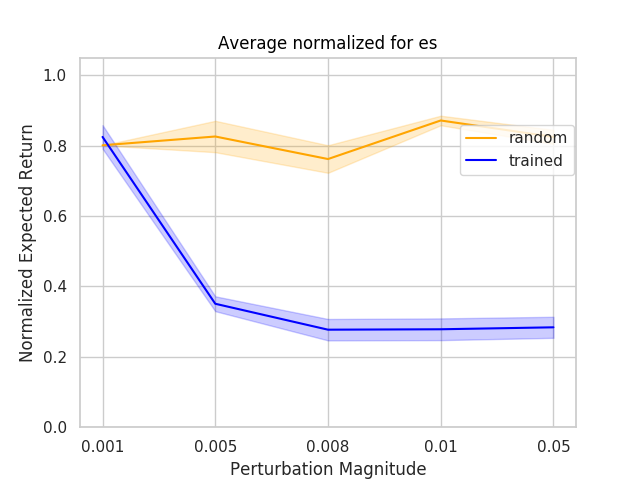 Average normalized for es
Normalized Expected Return
1.0
0.8
0.6
0.4
0.2
0.0
random
trained
0.001
0.005
0.008
0.01
0.05
Perturbation Magnitude